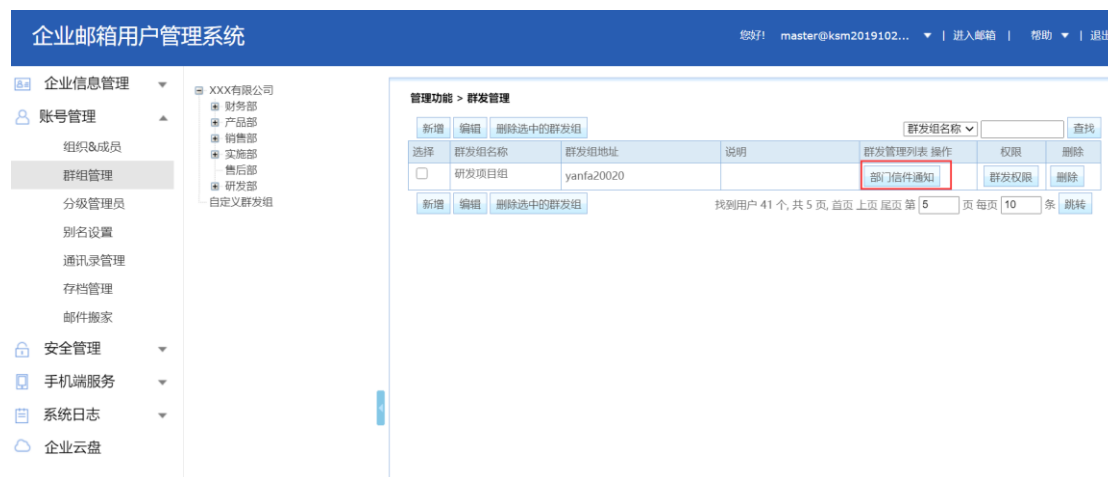 企业邮箱用户管理系统
您好! master@ksm2019102... ▼ | 进入邮箱 | 帮助 ▼ | 退出
企业信息管理
账号管理
组织&成员
群组管理
分级管理员
别名设置
通讯录管理
存档管理
邮件搬家
安全管理
手机端服务
系统日志
企业云盘
XXX有限公司
财务部
产品部
销售部
实施部
售后部
研发部
自定义群发组
管理功能 > 群发管理
新增 编辑 删除选中的群发组 群发组名称 查找
选择 群发组名称 群发组地址 说明 群发管理列表 操作 权限 删除
研发项目组 yanfa20020 部门信件通知 群发权限 删除
新增 编辑 删除选中的群发组 找到用户 41 个, 共 5 页, 首页 上页 尾页 第 5 页 每页 10 条 跳转